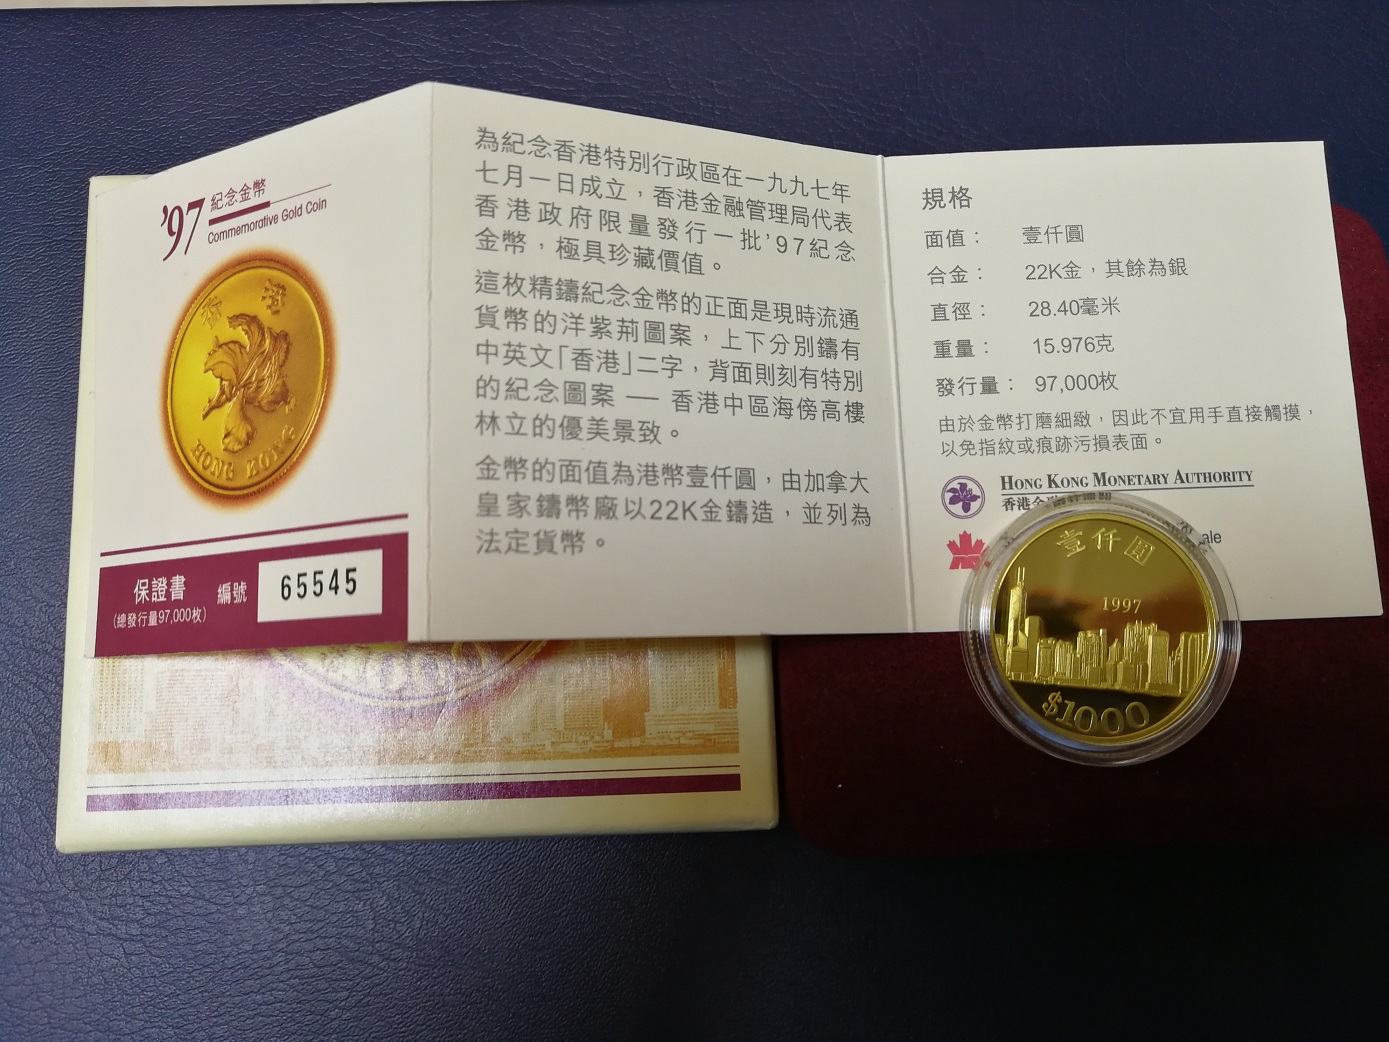 '97 紀念金幣
Commemorative Gold Coin
香港
HONG KONG
保證書
(總發行量97,000枚)
編號
65545
為紀念香港特別行政區在一九九七年
七月一日成立，香港金融管理局代表
香港政府限量發行一批'97紀念
金幣，極具珍藏價值。
這枚精鑄紀念金幣的正面是現時流通
貨幣的洋紫荊圖案，上下分別鑄有
中英文「香港」二字，背面則刻有特別
的紀念圖案 — 香港中區海傍高樓
林立的優美景致。
金幣的面值為港幣壹仟圓，由加拿大
皇家鑄幣廠以22K金鑄造，並列為
法定貨幣。
規格
面值： 壹仟圓
合金： 22K金，其餘為銀
直徑： 28.40毫米
重量： 15.976克
發行量： 97,000枚
由於金幣打磨細緻，因此不宜用手直接觸摸，
以免指紋或痕跡污損表面。
HONG KONG MONETARY AUTHORITY
香港金融管理局
壹仟圓
1997
$1000